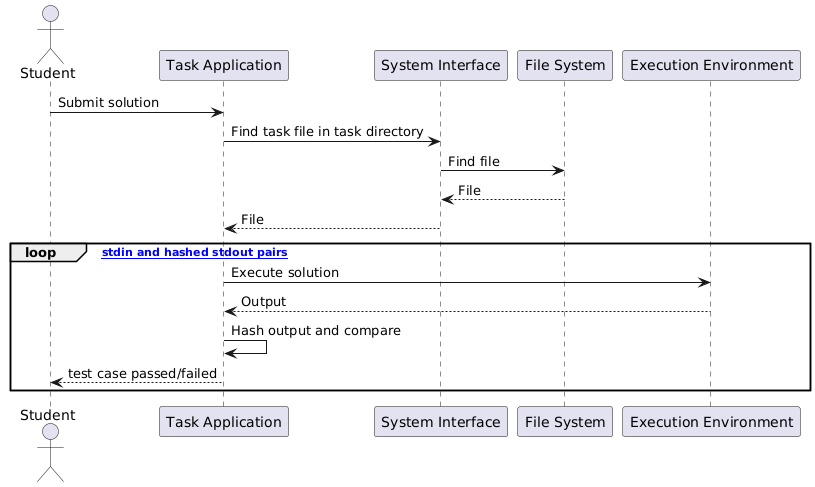 Student
Task Application
System Interface
File System
Execution Environment
Submit solution
Find task file in task directory
Find file
File
File
loop
stdin and hashed stdout pairs
Execute solution
Output
Hash output and compare
test case passed/failed
Student
Task Application
System Interface
File System
Execution Environment